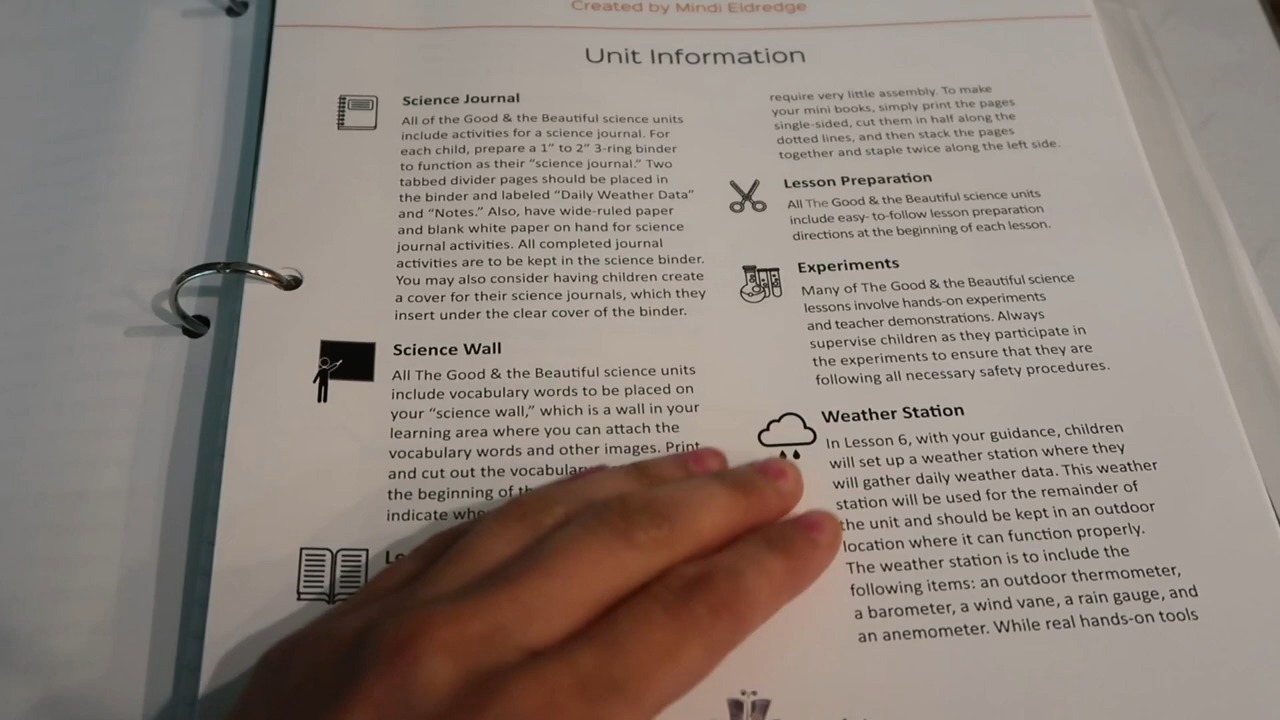 Created by Mindi Eldredge
Unit Information
Science Journal
All of the Good & the Beautiful science units
include activities for a science journal. For
each child, prepare a 1" to 2" 3-ring binder
to function as their "science journal." Two
tabbed divider pages should be placed in
the binder and labeled "Daily Weather Data"
and "Notes." Also, have wide-ruled paper
and blank white paper on hand for science
journal activities. All completed journal
activities are to be kept in the science binder.
You may also consider having children create
a cover for their science journals, which they
insert under the clear cover of the binder.
Science Wall
All The Good & the Beautiful science units
include vocabulary words to be placed on
your "science wall," which is a wall in your
learning area where you can attach the
vocabulary words and other images. Print
and cut out the vocabulary
the beginning of
indicate
require very little assembly. To make
your mini books, simply print the pages
single-sided, cut them in half along the
dotted lines, and then stack the pages
together and staple twice along the left side.
Lesson Preparation
All The Good & the Beautiful science units
include easy- to-follow lesson preparation
directions at the beginning of each lesson.
Experiments
Many of The Good & the Beautiful science
lessons involve hands-on experiments
and teacher demonstrations. Always
supervise children as they participate in
the experiments to ensure that they are
following all necessary safety procedures.
Weather Station
In Lesson 6, with your guidance, children
will set up a weather station where they
will gather daily weather data. This weather
station will be used for the remainder of
the unit and should be kept in an outdoor
location where it can function properly.
The weather station is to include the
following items: an outdoor thermometer,
a barometer, a wind vane, a rain gauge, and
an anemometer. While real hands-on tools